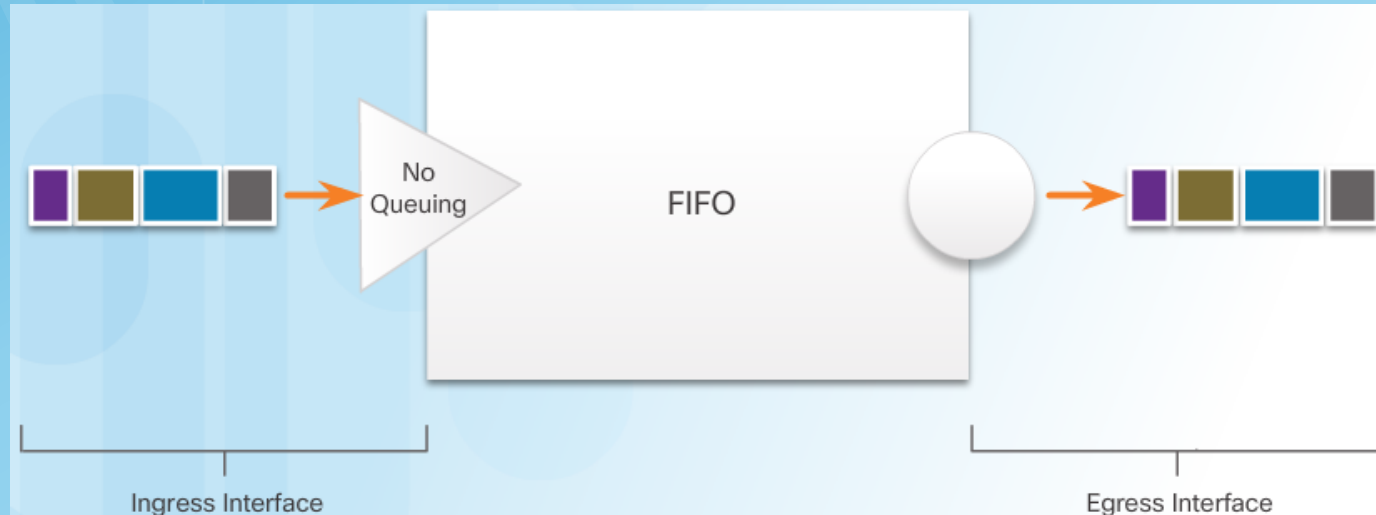 No
Queuing
FIFO
Ingress Interface
Egress Interface